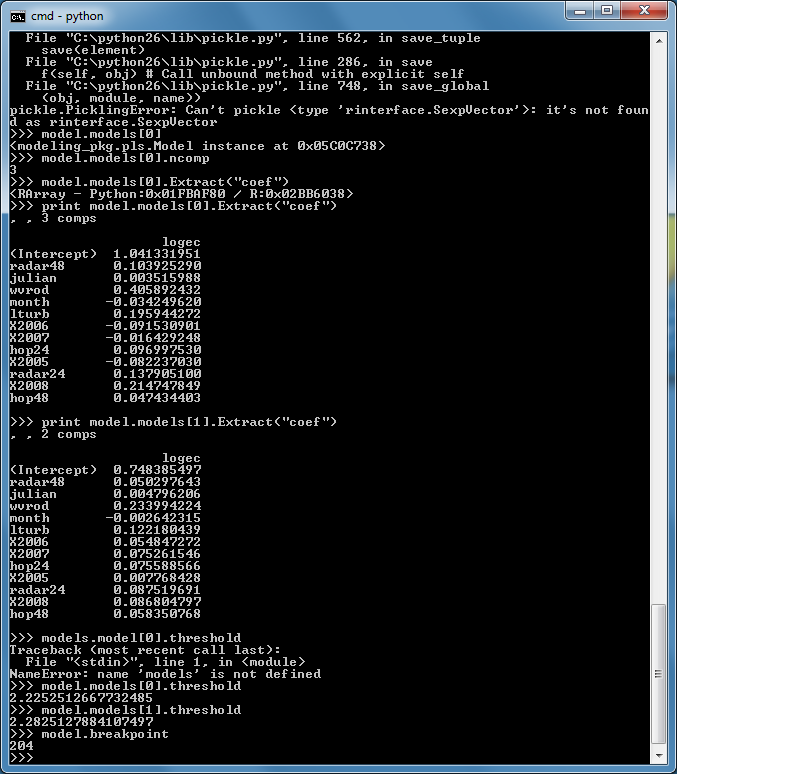 cmd - python
  File "C:\python26\lib\pickle.py", line 562, in save_tuple
    save(element)
  File "C:\python26\lib\pickle.py", line 286, in save
    f(self, obj) # Call unbound method with explicit self
  File "C:\python26\lib\pickle.py", line 748, in save_global
    (obj, module, name))
pickle.PicklingError: Can't pickle <type 'rinterface.SexpVector'>: it's not foun
d as rinterface.SexpVector
>>> model.models[0]
<modeling_pkg.pls.Model instance at 0x05C0C738>
>>> model.models[0].ncomp
3
>>> model.models[0].Extract("coef")
<RArray - Python:0x01FBAF80 / R:0x02BB6038>
>>> print model.models[0].Extract("coef")
, , 3 comps
                   logec
(Intercept)  1.041331951
radar48      0.103925290
julian       0.003515988
wvrod        0.405892432
month       -0.034249620
lturb        0.195944272
X2006       -0.091530901
X2007       -0.016429248
hop24        0.096997530
X2005       -0.082237030
radar24      0.137905100
X2008        0.214747849
hop48        0.047434403
>>> print model.models[1].Extract("coef")
, , 2 comps
                   logec
(Intercept)  0.748385497
radar48      0.050297643
julian       0.004796206
wvrod        0.233994224
month       -0.002642315
lturb        0.122180439
X2006        0.054847272
X2007        0.075261546
hop24        0.075588566
X2005        0.007768428
radar24      0.087519691
X2008        0.086804797
hop48        0.058350768
>>> models.model[0].threshold
Traceback (most recent call last):
  File "<stdin>", line 1, in <module>
NameError: name 'models' is not defined
>>> model.models[0].threshold
2.2252512667732485
>>> model.models[1].threshold
2.2825127884107497
>>> model.breakpoint
204
>>>